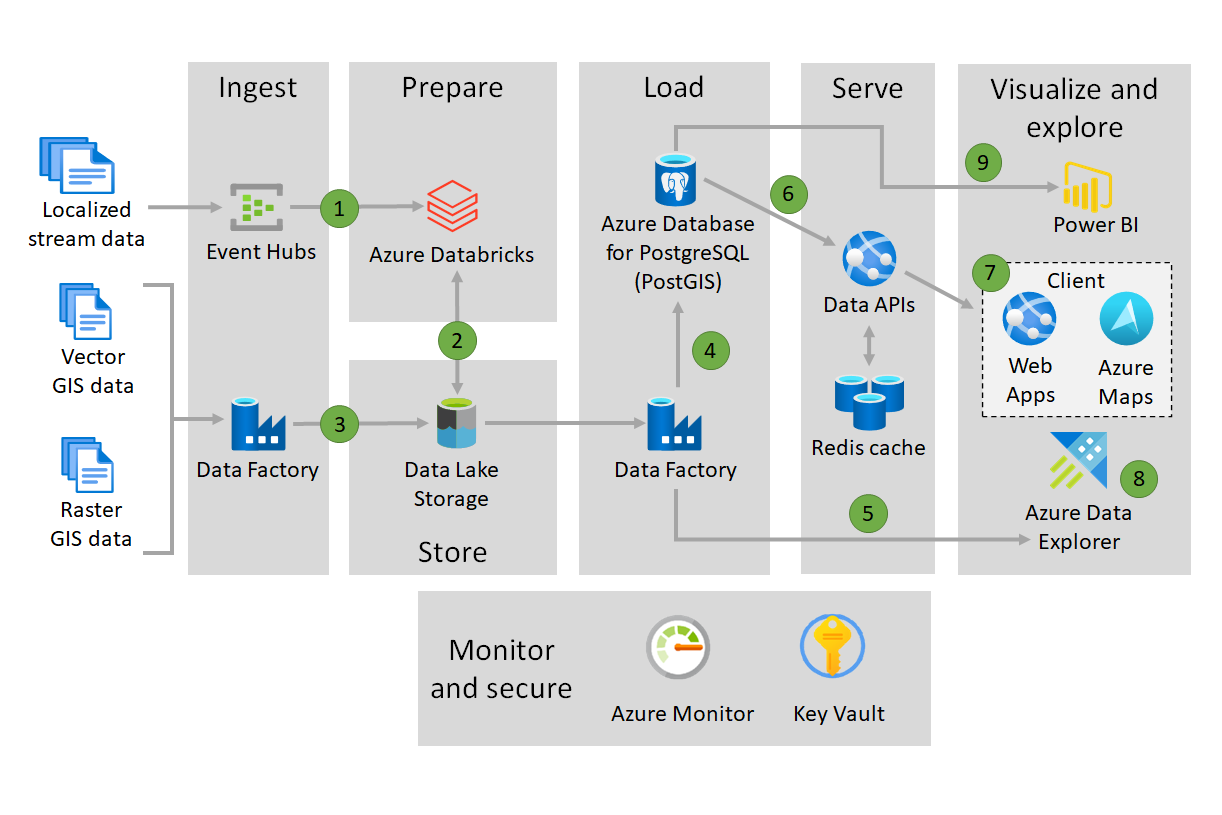 Ingest
Prepare
Load
Serve
Visualize and
explore
Localized
stream data
Event Hubs
1
Azure Databricks
Azure Database
for PostgreSQL
(PostGIS)
6
Data APIs
9
Power BI
7
Client
Web
Apps
Azure
Maps
Vector
GIS data
2
4
Raster
GIS data
Data Factory
3
Data Lake
Storage
Store
Data Factory
5
Redis cache
8
Azure Data
Explorer
Monitor
and secure
Azure Monitor
Key Vault